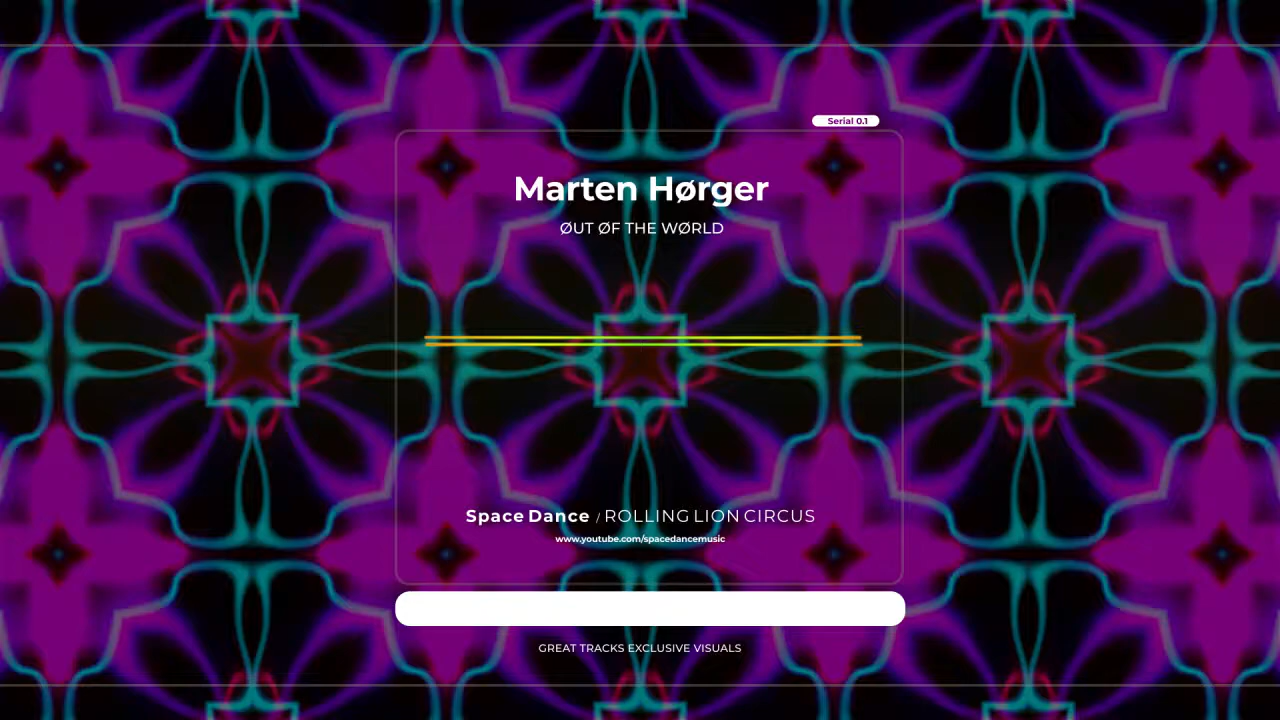 Serial 0.1
Marten Hørger
ØUT ØF THE WØRLD
Space Dance / ROLLING LION CIRCUS
www.youtube.com/spacedancemusic
GREAT TRACKS EXCLUSIVE VISUALS